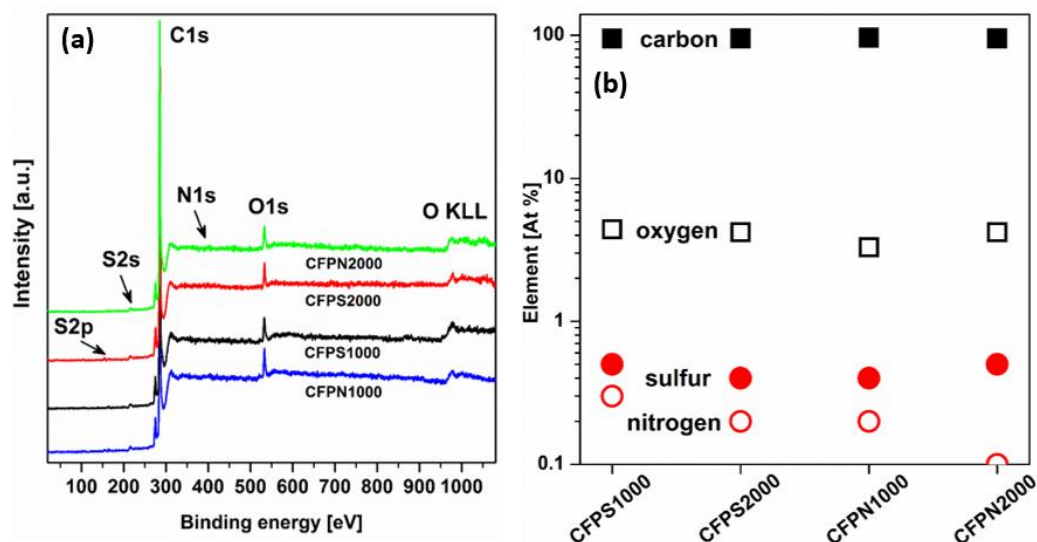 (a)
C1s
Intensity [a.u.]
N1s
O1s
O KLL
S2s
S2p
CFPN2000
CFPS2000
CFPS1000
CFPN1000
100 200 300 400 500 600 700 800 900 1000
Binding energy [eV]
(b)
Element [At %]
100
10
1
0.1
carbon
oxygen
sulfur
nitrogen
CFPS1000
CFPS2000
CFPN1000
CFPN2000